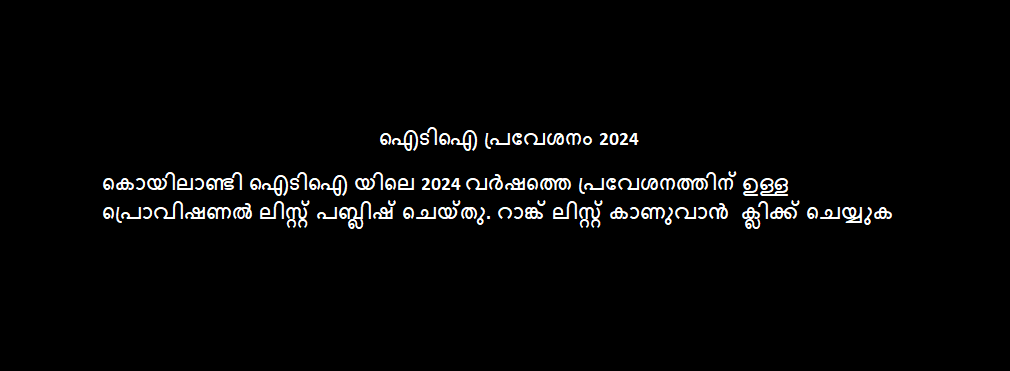 ഐടിഐ പ്രവേശനം 2024
കൊയിലാണ്ടി ഐടിഐ യിലെ 2024 വർഷത്തെ പ്രവേശനത്തിന് ഉള്ള
പ്രൊവിഷണൽ ലിസ്റ്റ് പബ്ലിഷ് ചെയ്തു. റാങ്ക് ലിസ്റ്റ് കാണുവാൻ ക്ലിക്ക് ചെയ്യുക